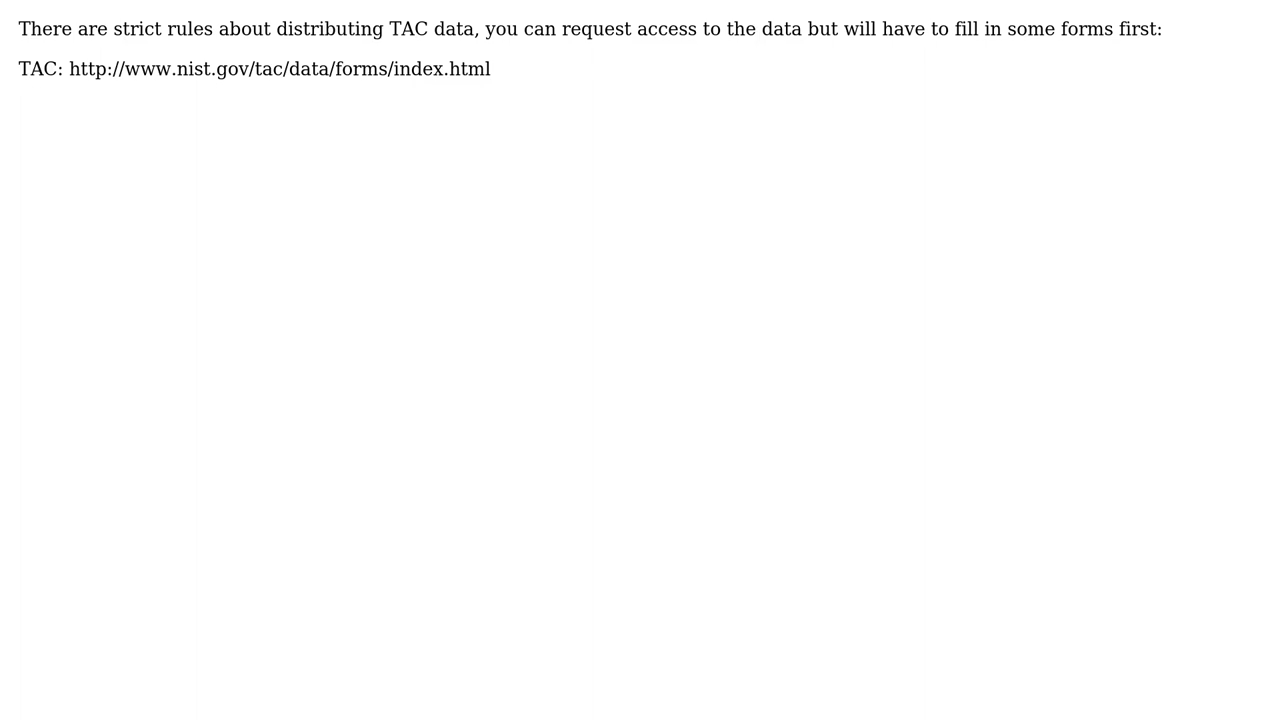 There are strict rules about distributing TAC data, you can request access to the data but will have to fill in some forms first:
TAC: http://www.nist.gov/tac/data/forms/index.html